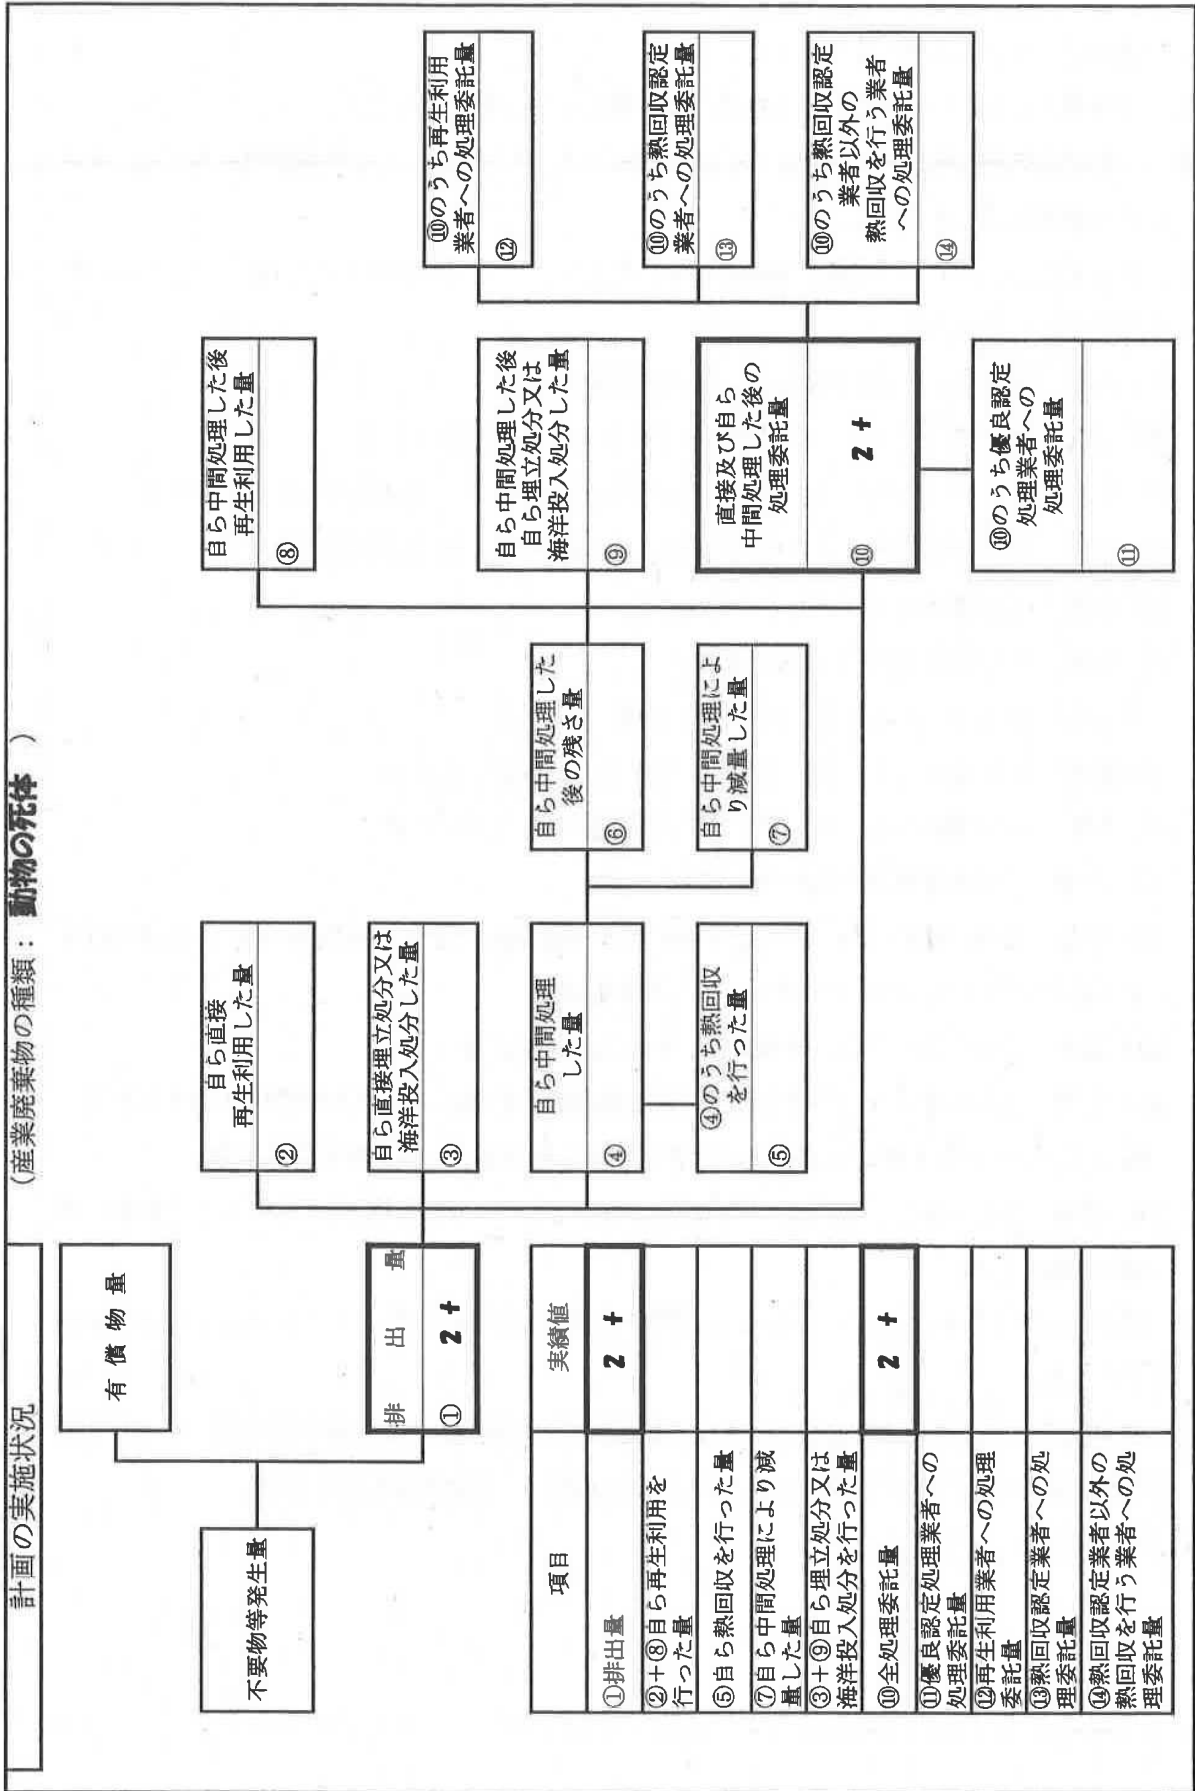 計画の実施状況
(産業廃棄物の種類： 動物の死体 )
不要物等発生量
有償物量
排出量
① 2 t
自ら直接
再生利用した量
②
自ら直接埋立処分又は
海洋投入処分した量
③
自ら中間処理
した量
④
④のうち熱回収
を行った量
⑤
自ら中間処理した
後の残さ量
⑥
自ら中間処理によ
り減量した量
⑦
自ら中間処理した後
再生利用した量
⑧
自ら中間処理した後
自ら埋立処分又は
海洋投入処分した量
⑨
直接及び自ら
中間処理した後の
処理委託量
⑩ 2 t
⑩のうち優良認定
処理業者への
処理委託量
⑪
⑩のうち再生利用
業者への処理委託量
⑫
⑩のうち熱回収認定
業者への処理委託量
⑬
⑩のうち熱回収認定
業者以外の
熱回収を行う業者
への処理委託量
⑭
項目 実績値
①排出量 2 t
②+⑧自ら再生利用を
行った量
⑤自ら熱回収を行った量
⑦自ら中間処理により減
量した量
③+⑨自ら埋立処分又は
海洋投入処分を行った量
⑩全処理委託量 2 t
⑪優良認定処理業者への
処理委託量
⑫再生利用業者への処理
委託量
⑬熱回収認定業者への処
理委託量
⑭熱回収認定業者以外の
熱回収を行う業者への処
理委託量